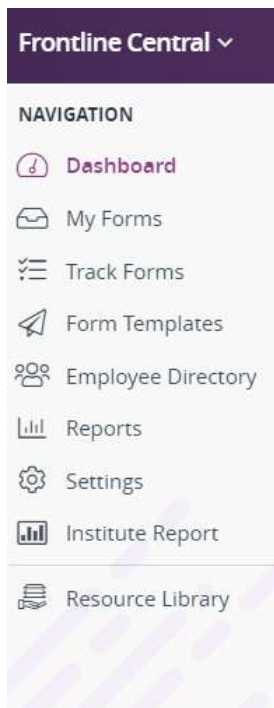 Frontline Central
NAVIGATION
Dashboard
My Forms
Track Forms
Form Templates
Employee Directory
Reports
Settings
Institute Report
Resource Library